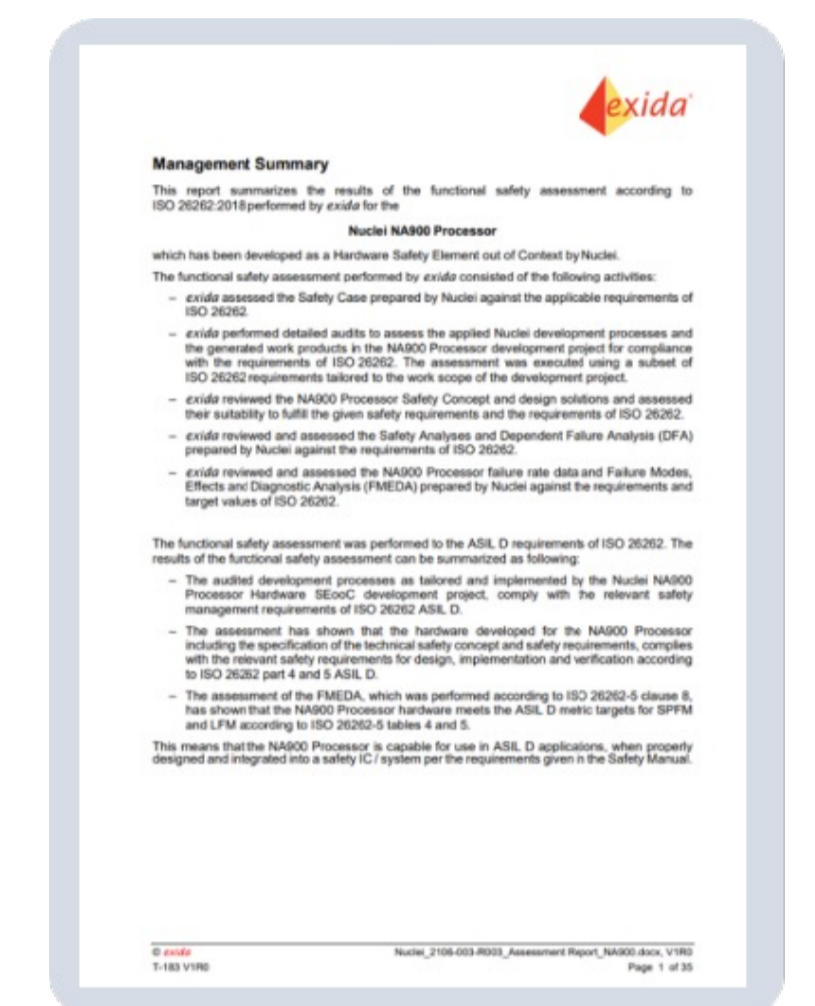 exida
Management Summary
This report summarizes the results of the functional safety assessment according to
ISO 26262:2018 performed by exida for the
Nuclei NA900 Processor
which has been developed as a Hardware Safety Element out of Context by Nuclei.
The functional safety assessment performed by exida consisted of the following activities:
– exida assessed the Safety Case prepared by Nuclei against the applicable requirements of
ISO 26262.
– exida performed detailed audits to assess the applied Nuclei development processes and
the generated work products in the NA900 Processor development project for compliance
with the requirements of ISO 26262. The assessment was executed using a subset of
ISO 26262 requirements tailored to the work scope of the development project.
– exida reviewed the NA900 Processor Safety Concept and design solutions and assessed
their suitability to fulfill the given safety requirements and the requirements of ISO 26262.
– exida reviewed and assessed the Safety Analyses and Dependent Failure Analysis (DFA)
prepared by Nuclei against the requirements of ISO 26262.
– exida reviewed and assessed the NA900 Processor failure rate data and Failure Modes,
Effects and Diagnostic Analysis (FMEDA) prepared by Nuclei against the requirements and
target values of ISO 26262.
The functional safety assessment was performed to the ASIL D requirements of ISO 26262. The
results of the functional safety assessment can be summarized as following:
– The audited development processes as tailored and implemented by the Nuclei NA900
Processor Hardware SEooC development project, comply with the relevant safety
management requirements of ISO 26262 ASIL D.
– The assessment has shown that the hardware developed for the NA900 Processor
including the specification of the technical safety concept and safety requirements, complies
with the relevant safety requirements for design, implementation and verification according
to ISO 26262 part 4 and 5 ASIL D.
– The assessment of the FMEDA, which was performed according to ISO 26262-5 clause 8,
has shown that the NA900 Processor hardware meets the ASIL D metric targets for SPFM
and LFM according to ISO 26262-5 tables 4 and 5.
This means that the NA900 Processor is capable for use in ASIL D applications, when properly
designed and integrated into a safety IC / system per the requirements given in the Safety Manual.
© exida Nuclei_2106-003-R003_Assessment Report_NA900.docx, V1R0
T-183 V1R0 Page 1 of 35